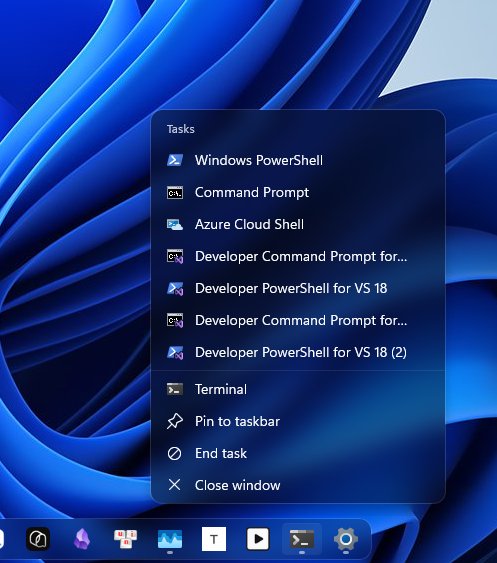 Tasks
Windows PowerShell
Command Prompt
Azure Cloud Shell
Developer Command Prompt for...
Developer PowerShell for VS 18
Developer Command Prompt for...
Developer PowerShell for VS 18 (2)
Terminal
Pin to taskbar
End task
Close window
T